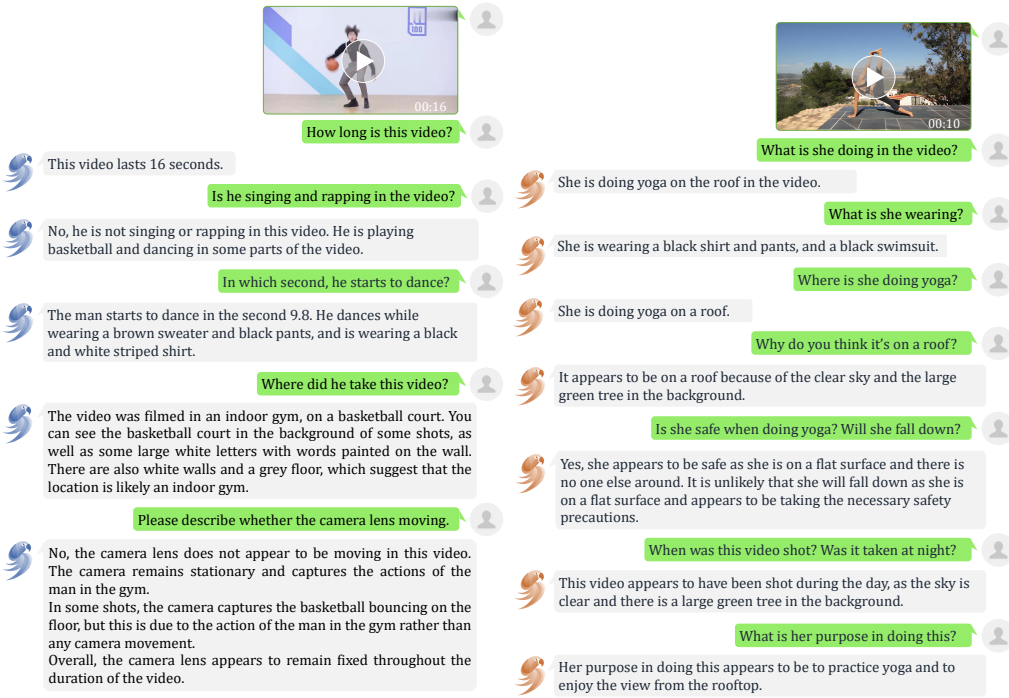 100
00:16
How long is this video?
This video lasts 16 seconds.
Is he singing and rapping in the video?
No, he is not singing or rapping in this video. He is playing
basketball and dancing in some parts of the video.
In which second, he starts to dance?
The man starts to dance in the second 9.8. He dances while
wearing a brown sweater and black pants, and is wearing a black
and white striped shirt.
Where did he take this video?
The video was filmed in an indoor gym, on a basketball court. You
can see the basketball court in the background of some shots, as
well as some large white letters with words painted on the wall.
There are also white walls and a grey floor, which suggest that the
location is likely an indoor gym.
Please describe whether the camera lens moving.
No, the camera lens does not appear to be moving in this video.
The camera remains stationary and captures the actions of the
man in the gym.
In some shots, the camera captures the basketball bouncing on the
floor, but this is due to the action of the man in the gym rather than
any camera movement.
Overall, the camera lens appears to remain fixed throughout the
duration of the video.
00:10
What is she doing in the video?
She is doing yoga on the roof in the video.
What is she wearing?
She is wearing a black shirt and pants, and a black swimsuit.
Where is she doing yoga?
She is doing yoga on a roof.
Why do you think it's on a roof?
It appears to be on a roof because of the clear sky and the large
green tree in the background.
Is she safe when doing yoga? Will she fall down?
Yes, she appears to be safe as she is on a flat surface and there is
no one else around. It is unlikely that she will fall down as she is
on a flat surface and appears to be taking the necessary safety
precautions.
When was this video shot? Was it taken at night?
This video appears to have been shot during the day, as the sky is
clear and there is a large green tree in the background.
What is her purpose in doing this?
Her purpose in doing this appears to be to practice yoga and to
enjoy the view from the rooftop.